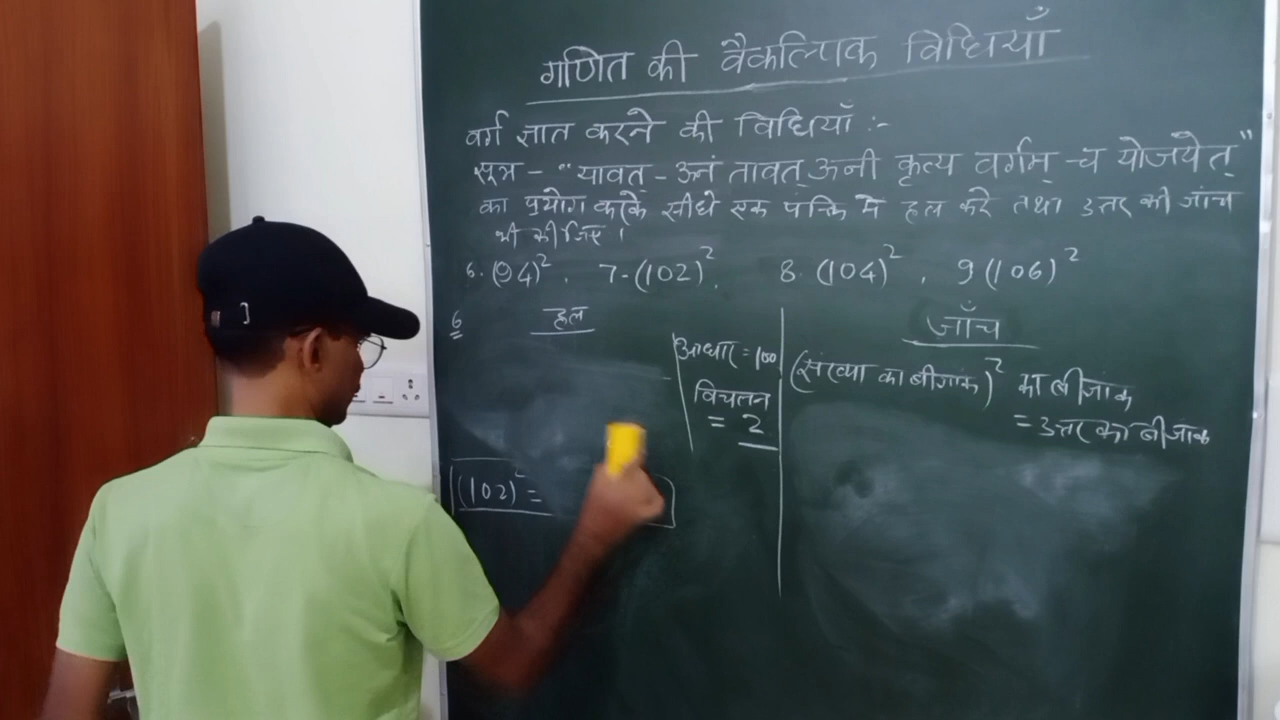 गणित की वैकल्पिक विधियाँ
वर्ग ज्ञात करने की विधियाँ :-
सूत्र - "यावत् - ऊनं तावत् ऊनी कृत्य वर्गम् च योजयेत्"
का प्रयोग करके सीधे एक पंक्ति मे हल करे तथा उत्तर की जांच
भी कीजिए।
6. (94)², 7-(102)², 8. (104)², 9 (106)²
6 हल
आधार = 100
विचलन
= 2
(102)² =
जाँच
(संख्या का बीजांक)² का बीजांक
= उत्तर का बीजांक